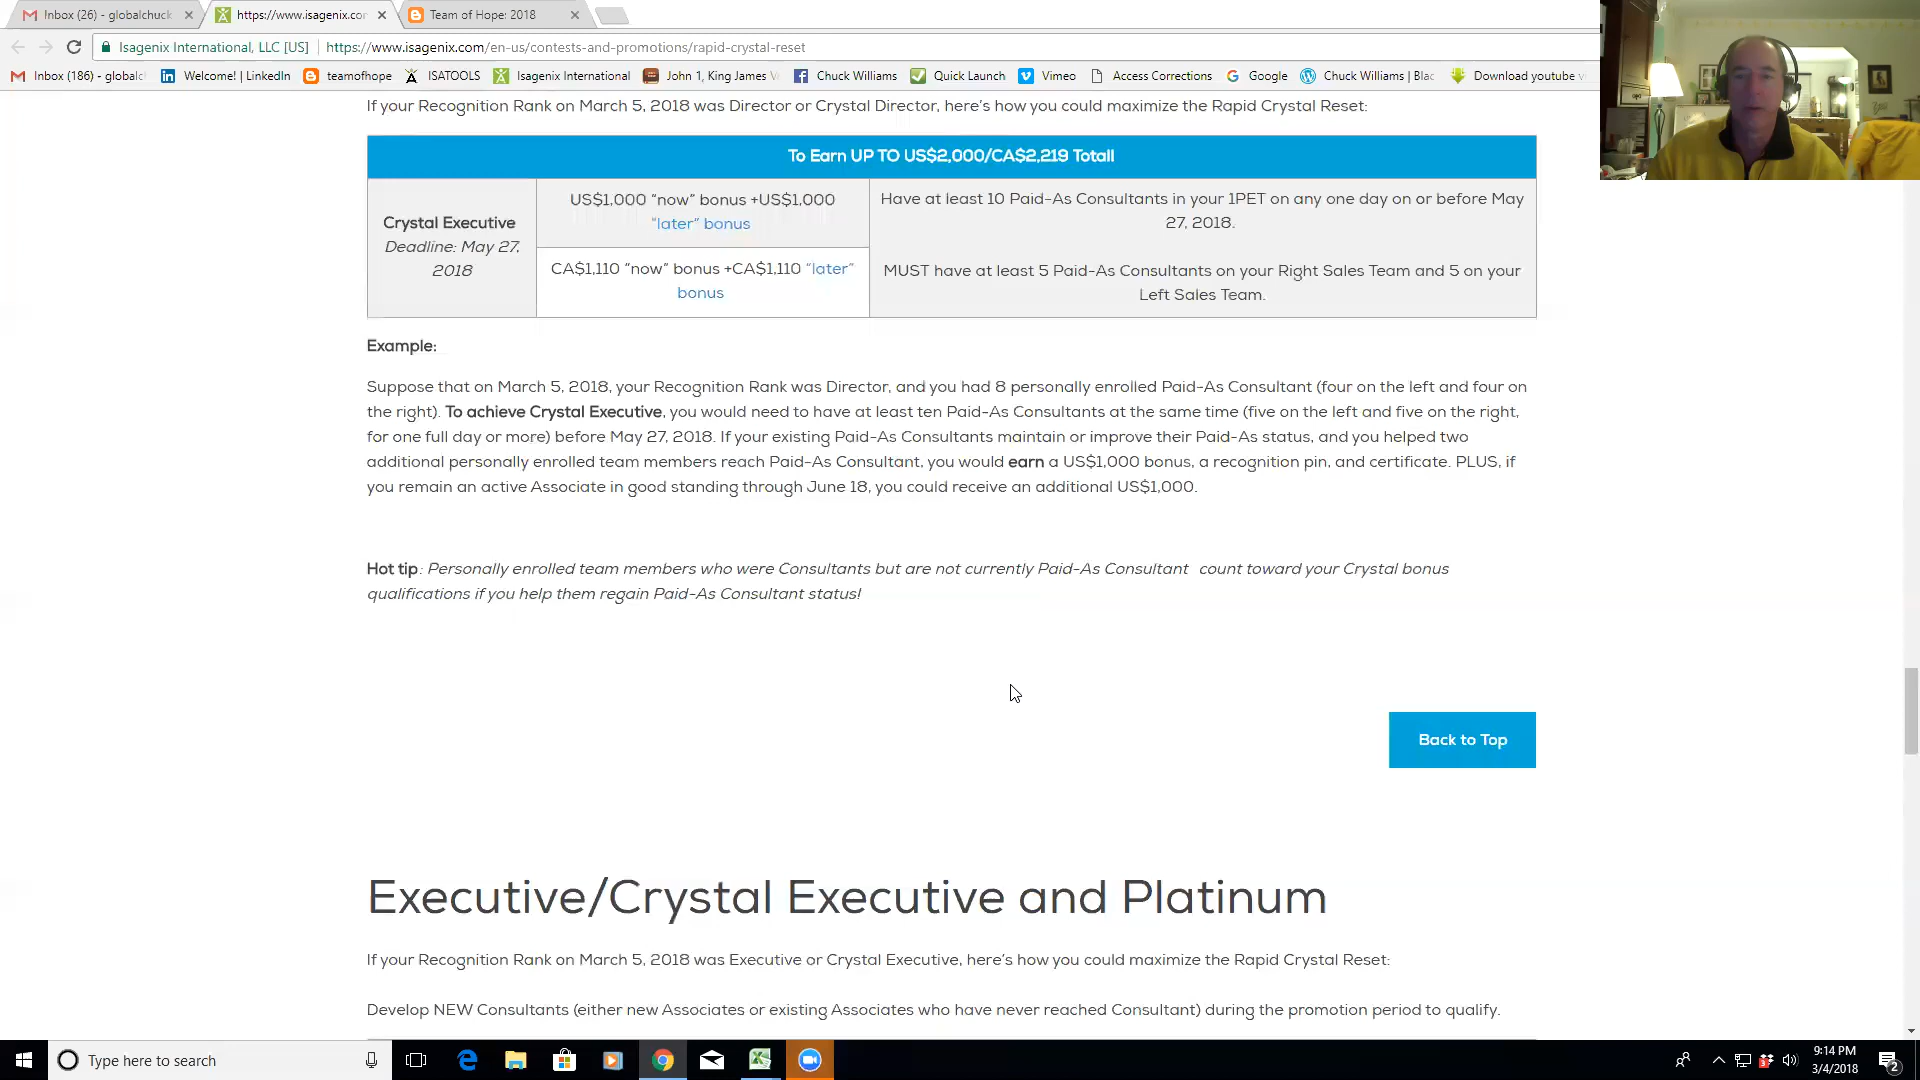 Inbox (26) - globalchuck
https://www.isagenix.co
Team of Hope: 2018
Isagenix International, LLC [US]
https://www.isagenix.com/en-us/contests-and-promotions/rapid-crystal-reset
Inbox (186) - global
Welcome! | LinkedIn
teamofhope
ISATOOLS
Isagenix International
John 1, King James V
Chuck Williams
Quick Launch
Vimeo
Access Corrections
Google
Chuck Williams | Blac
Download youtube v
If your Recognition Rank on March 5, 2018 was Director or Crystal Director, here's how you could maximize the Rapid Crystal Reset:
To Earn UP TO US$2,000/CA$2,219 Total!
Crystal Executive
Deadline: May 27,
2018
US$1,000 “now” bonus +US$1,000
“later” bonus
CA$1,110 “now” bonus +CA$1,110 “later”
bonus
Have at least 10 Paid-As Consultants in your 1PET on any one day on or before May
27, 2018.
MUST have at least 5 Paid-As Consultants on your Right Sales Team and 5 on your
Left Sales Team.
Example:
Suppose that on March 5, 2018, your Recognition Rank was Director, and you had 8 personally enrolled Paid-As Consultant (four on the left and four on
the right). To achieve Crystal Executive, you would need to have at least ten Paid-As Consultants at the same time (five on the left and five on the right,
for one full day or more) before May 27, 2018. If your existing Paid-As Consultants maintain or improve their Paid-As status, and you helped two
additional personally enrolled team members reach Paid-As Consultant, you would earn a US$1,000 bonus, a recognition pin, and certificate. PLUS, if
you remain an active Associate in good standing through June 18, you could receive an additional US$1,000.
Hot tip: Personally enrolled team members who were Consultants but are not currently Paid-As Consultant count toward your Crystal bonus
qualifications if you help them regain Paid-As Consultant status!
Back to Top
Executive/Crystal Executive and Platinum
If your Recognition Rank on March 5, 2018 was Executive or Crystal Executive, here's how you could maximize the Rapid Crystal Reset:
Develop NEW Consultants (either new Associates or existing Associates who have never reached Consultant) during the promotion period to qualify.
Type here to search
9:14 PM
3/4/2018
2